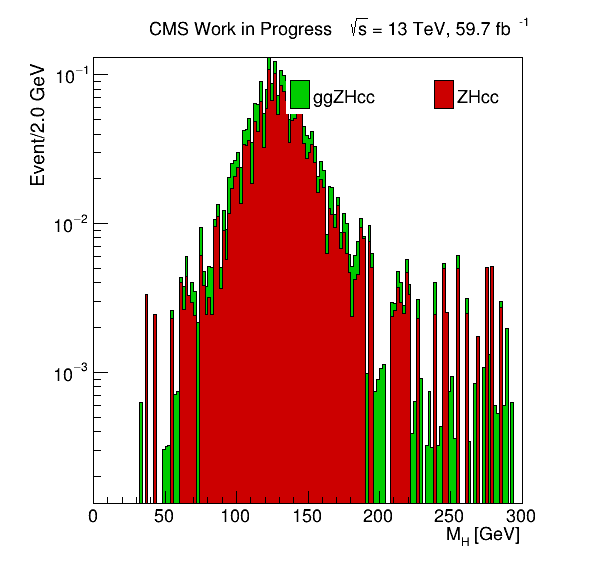 CMS Work in Progress √s = 13 TeV, 59.7 fb⁻¹
Event/2.0 GeV
10⁻¹
ggZHcc ZHcc
10⁻²
10⁻³
0 50 100 150 200 250 300
M_H [GeV]